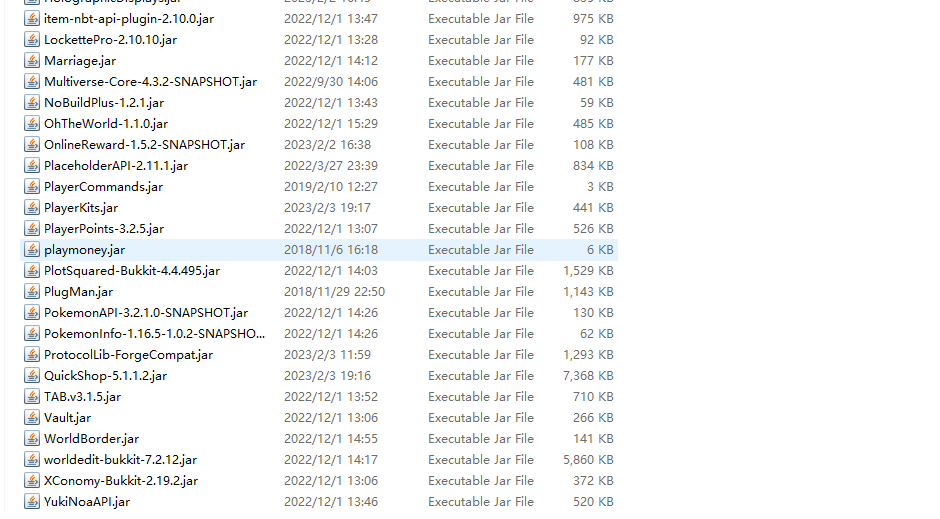 item-nbt-api-plugin-2.10.0.jar 2022/12/1 13:47 Executable Jar File 975 KB
LockettePro-2.10.10.jar 2022/12/1 13:28 Executable Jar File 92 KB
Marriage.jar 2022/12/1 14:12 Executable Jar File 177 KB
Multiverse-Core-4.3.2-SNAPSHOT.jar 2022/9/30 14:06 Executable Jar File 481 KB
NoBuildPlus-1.2.1.jar 2022/12/1 13:43 Executable Jar File 59 KB
OhTheWorld-1.1.0.jar 2022/12/1 15:29 Executable Jar File 485 KB
OnlineReward-1.5.2-SNAPSHOT.jar 2023/2/2 16:38 Executable Jar File 108 KB
PlaceholderAPI-2.11.1.jar 2022/3/27 23:39 Executable Jar File 834 KB
PlayerCommands.jar 2019/2/10 12:27 Executable Jar File 3 KB
PlayerKits.jar 2023/2/3 19:17 Executable Jar File 441 KB
PlayerPoints-3.2.5.jar 2022/12/1 13:07 Executable Jar File 526 KB
playmoney.jar 2018/11/6 16:18 Executable Jar File 6 KB
PlotSquared-Bukkit-4.4.495.jar 2022/12/1 14:03 Executable Jar File 1,529 KB
PlugMan.jar 2018/11/29 22:50 Executable Jar File 1,143 KB
PokemonAPI-3.2.1.0-SNAPSHOT.jar 2022/12/1 14:26 Executable Jar File 130 KB
PokemonInfo-1.16.5-1.0.2-SNAPSHO... 2022/12/1 14:26 Executable Jar File 62 KB
ProtocolLib-ForgeCompat.jar 2023/2/3 11:59 Executable Jar File 1,293 KB
QuickShop-5.1.1.2.jar 2023/2/3 19:16 Executable Jar File 7,368 KB
TAB.v3.1.5.jar 2022/12/1 13:52 Executable Jar File 710 KB
Vault.jar 2022/12/1 13:06 Executable Jar File 266 KB
WorldBorder.jar 2022/12/1 14:55 Executable Jar File 141 KB
worldedit-bukkit-7.2.12.jar 2022/12/1 14:17 Executable Jar File 5,860 KB
XConomy-Bukkit-2.19.2.jar 2022/12/1 13:06 Executable Jar File 372 KB
YukiNoaAPI.jar 2022/12/1 13:46 Executable Jar File 520 KB